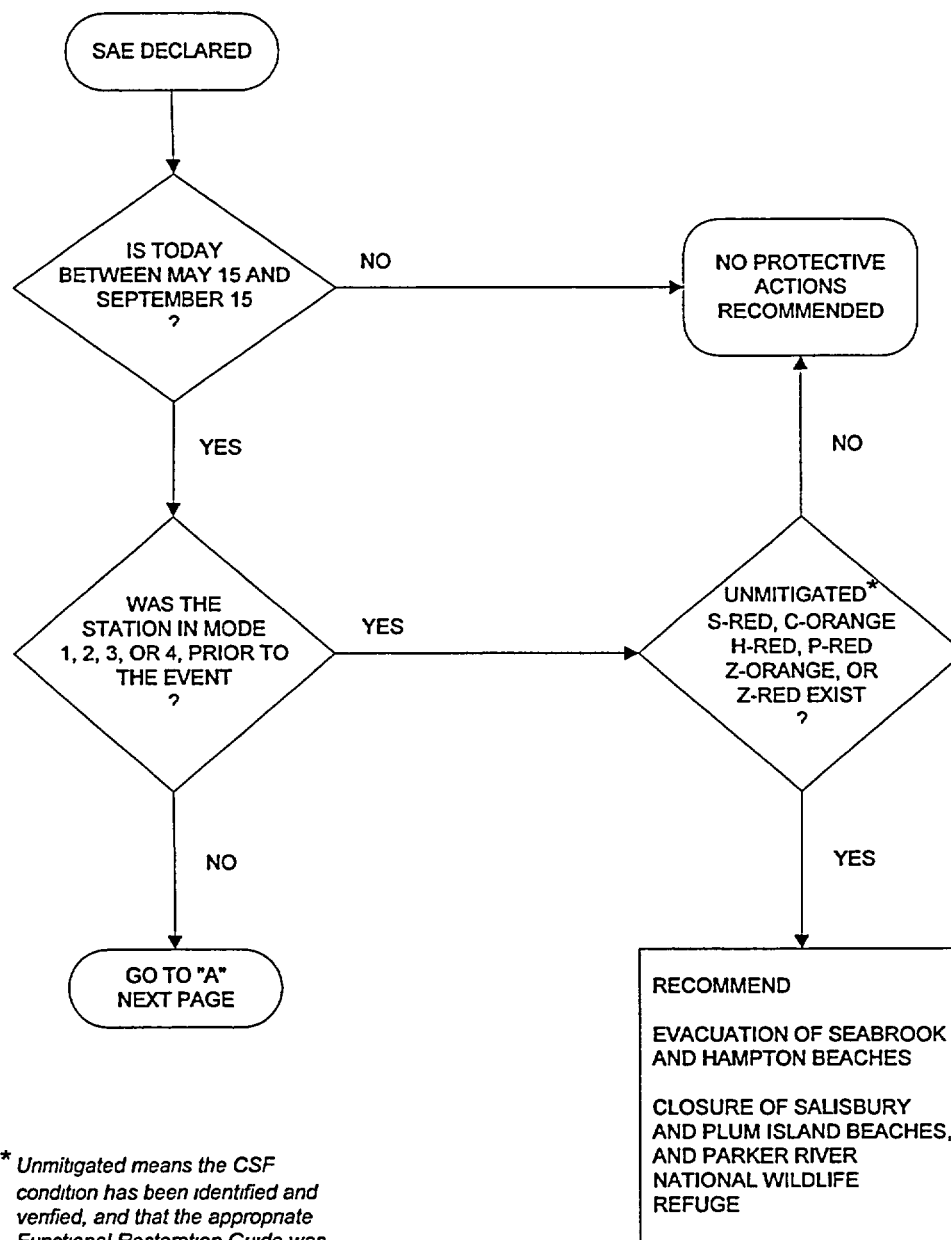 SAE DECLARED
IS TODAY
BETWEEN MAY 15 AND
SEPTEMBER 15
?
NO
NO PROTECTIVE
ACTIONS
RECOMMENDED
YES
NO
WAS THE
STATION IN MODE
1, 2, 3, OR 4, PRIOR TO
THE EVENT
?
YES
UNMITIGATED*
S-RED, C-ORANGE
H-RED, P-RED
Z-ORANGE, OR
Z-RED EXIST
?
NO
YES
GO TO "A"
NEXT PAGE
RECOMMEND
EVACUATION OF SEABROOK
AND HAMPTON BEACHES
CLOSURE OF SALISBURY
AND PLUM ISLAND BEACHES,
AND PARKER RIVER
NATIONAL WILDLIFE
REFUGE
* Unmitigated means the CSF
condition has been identified and
verified, and that the appropriate
Functional Restoration Guide was